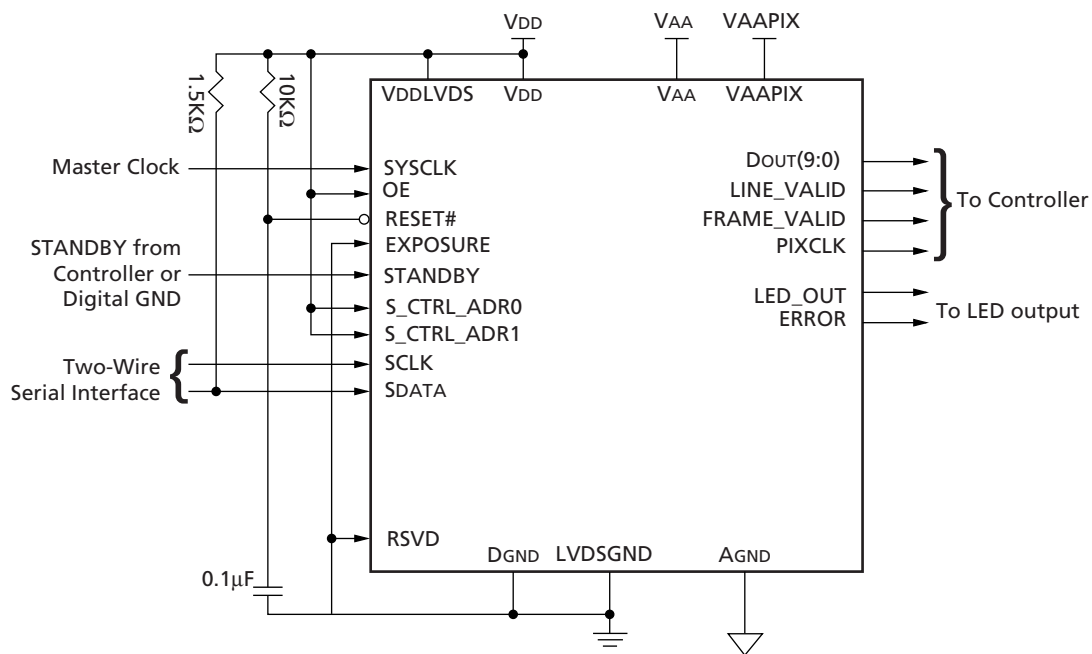 VDD
VAA
VAAPIX
1.5KΩ
10KΩ
VDDLVDS
VDD
VAA
VAAPIX
Master Clock
SYSCLK
OE
RESET#
EXPOSURE
STANDBY from
Controller or
Digital GND
STANDBY
S_CTRL_ADR0
S_CTRL_ADR1
Two-Wire
Serial Interface
SCLK
SDATA
RSVD
DOUT(9:0)
LINE_VALID
FRAME_VALID
PIXCLK
To Controller
LED_OUT
ERROR
To LED output
DGND
LVDSGND
AGND
0.1µF